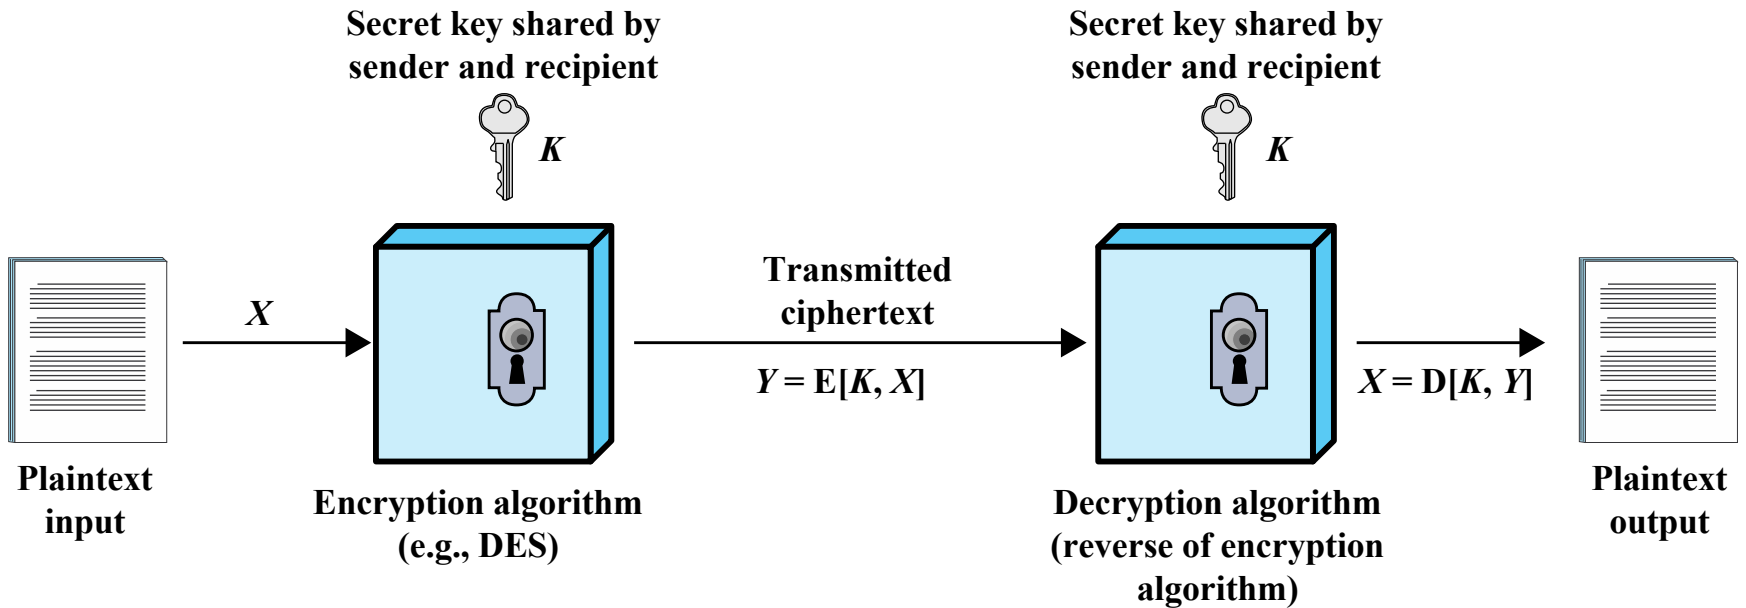 Secret key shared by
sender and recipient
K
Secret key shared by
sender and recipient
K
X
Transmitted
ciphertext
Y = E[K, X]
X = D[K, Y]
Plaintext
input
Encryption algorithm
(e.g., DES)
Decryption algorithm
(reverse of encryption
algorithm)
Plaintext
output